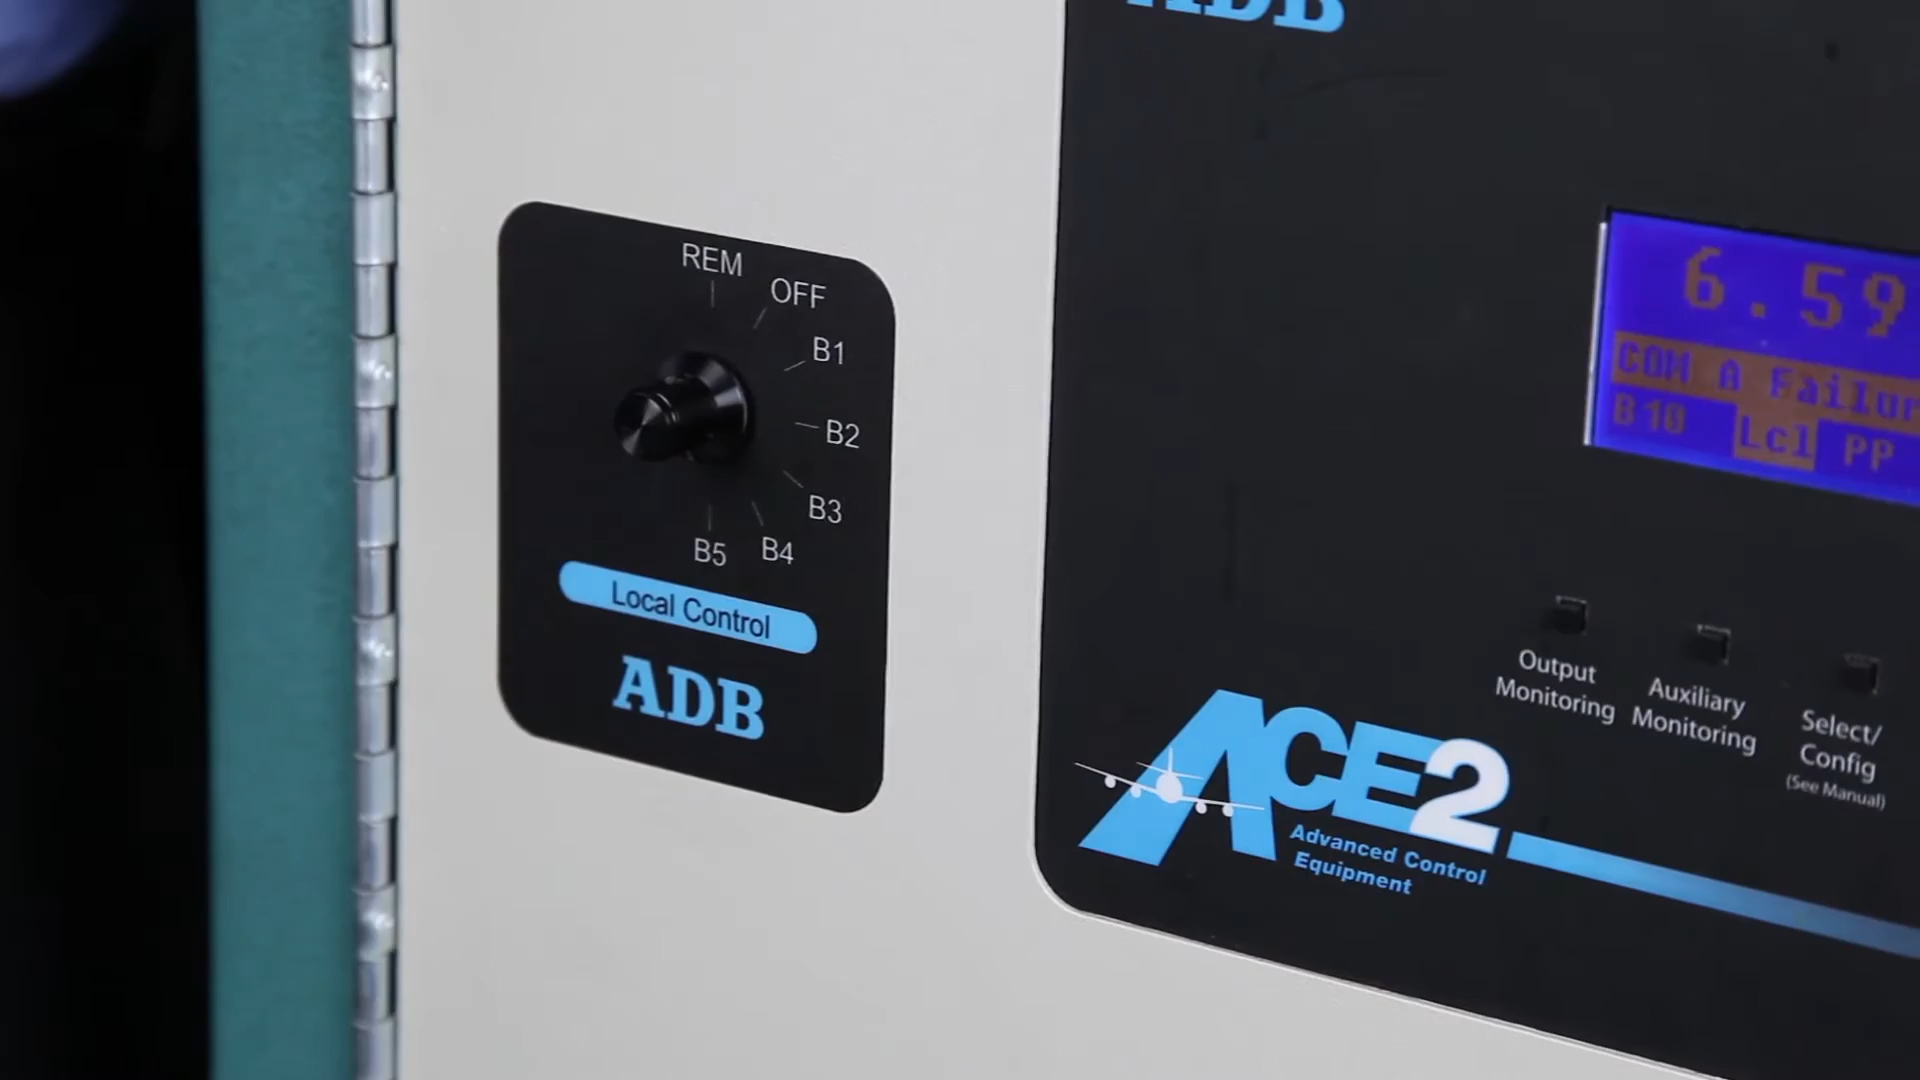 ADB
REM
OFF
B1
B2
B3
B4
B5
Local Control
ADB
6.59
COM A Failur
B10 Lcl PP
Output
Monitoring
Auxiliary
Monitoring
Select/
Config
(See Manual)
ACE2
Advanced Control
Equipment